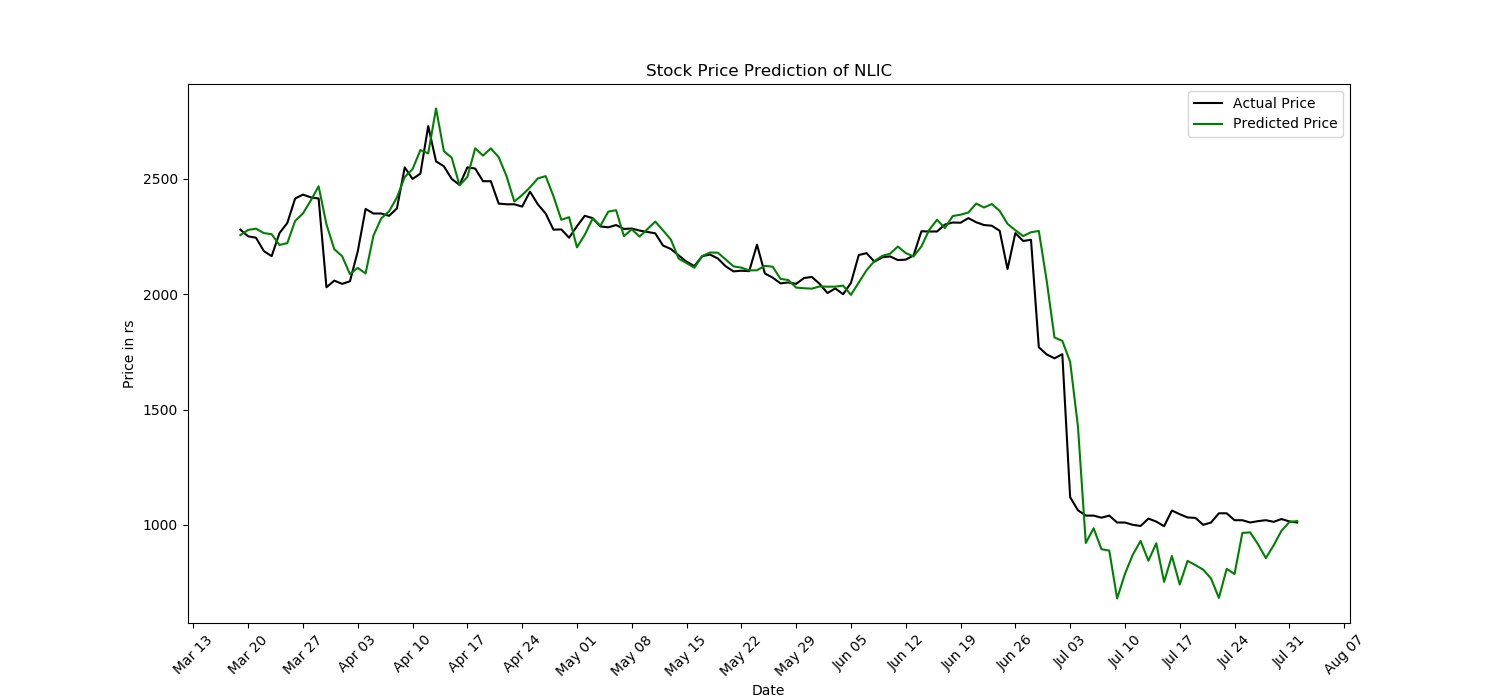 Stock Price Prediction of NLIC
Actual Price
Predicted Price
Price in rs
2500
2000
1500
1000
Mar 13
Mar 20
Mar 27
Apr 03
Apr 10
Apr 17
Apr 24
May 01
May 08
May 15
May 22
May 29
Jun 05
Jun 12
Jun 19
Jun 26
Jul 03
Jul 10
Jul 17
Jul 24
Jul 31
Aug 07
Date